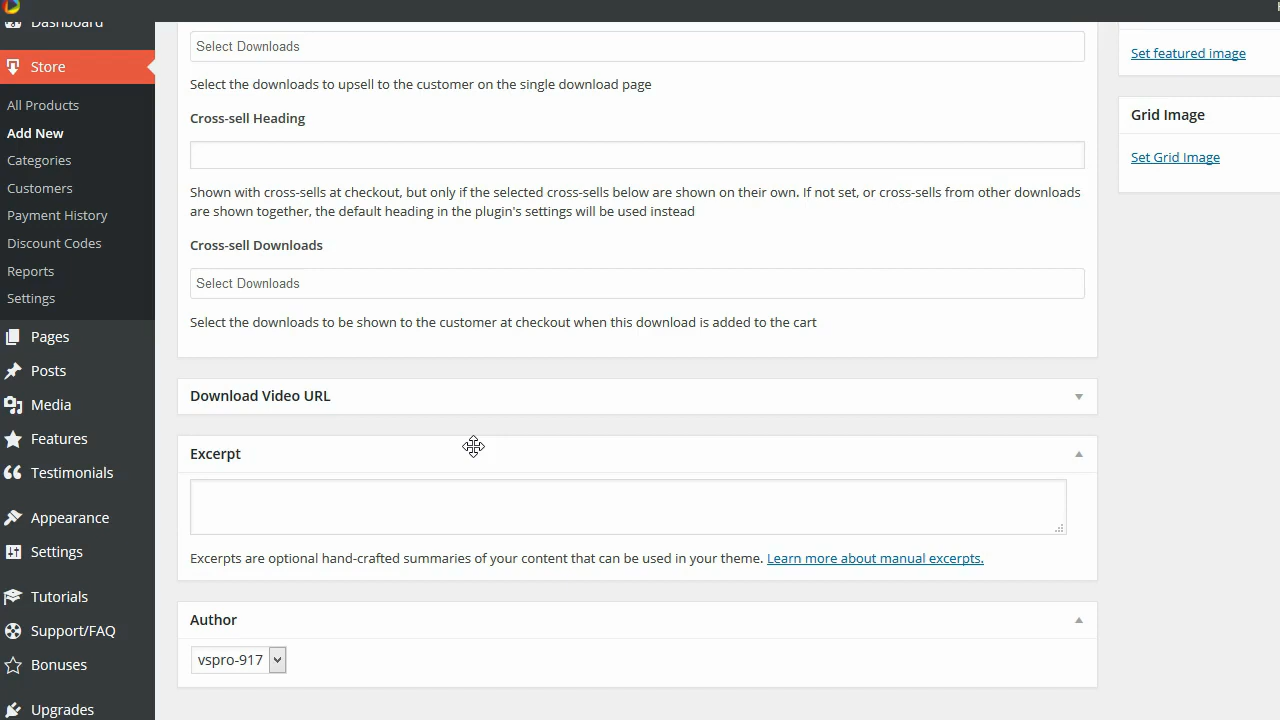 Dashboard
Store
All Products
Add New
Categories
Customers
Payment History
Discount Codes
Reports
Settings
Pages
Posts
Media
Features
Testimonials
Appearance
Settings
Tutorials
Support/FAQ
Bonuses
Upgrades
Select Downloads
Select the downloads to upsell to the customer on the single download page
Cross-sell Heading
Shown with cross-sells at checkout, but only if the selected cross-sells below are shown on their own. If not set, or cross-sells from other downloads
are shown together, the default heading in the plugin's settings will be used instead
Cross-sell Downloads
Select Downloads
Select the downloads to be shown to the customer at checkout when this download is added to the cart
Download Video URL
Excerpt
Excerpts are optional hand-crafted summaries of your content that can be used in your theme. Learn more about manual excerpts.
Author
vspro-917
Set featured image
Grid Image
Set Grid Image